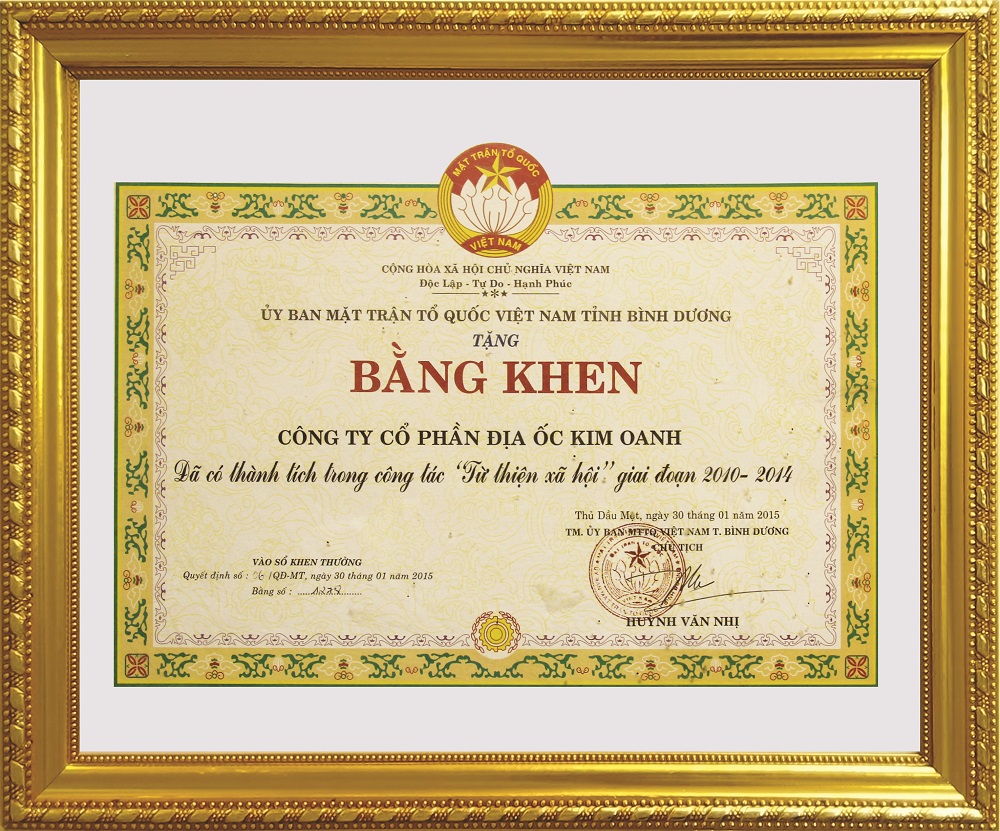 MẶT TRẬN TỔ QUỐC
VIỆT NAM
CỘNG HÒA XÃ HỘI CHỦ NGHĨA VIỆT NAM
Độc Lập - Tự Do - Hạnh Phúc
ỦY BAN MẶT TRẬN TỔ QUỐC VIỆT NAM TỈNH BÌNH DƯƠNG
TẶNG
BẰNG KHEN
CÔNG TY CỔ PHẦN ĐỊA ỐC KIM OANH
Đã có thành tích trong công tác "Từ thiện xã hội" giai đoạn 2010- 2014
Thủ Dầu Một, ngày 30 tháng 01 năm 2015
TM. ỦY BAN MTTQ VIỆT NAM T. BÌNH DƯƠNG
CHỦ TỊCH
VÀO SỔ KHEN THƯỞNG
Quyết định số : 06 /QĐ-MT, ngày 30 tháng 01 năm 2015
Bằng số :
HUỲNH VĂN NHỊ